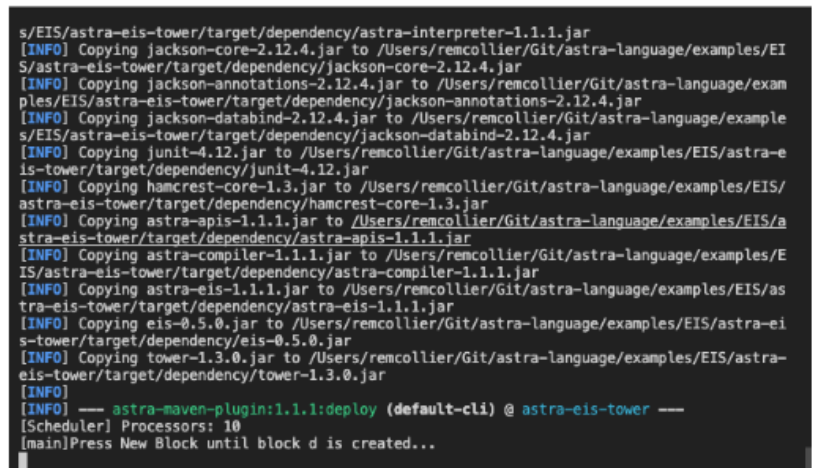 s/EIS/astra-eis-tower/target/dependency/astra-interpreter-1.1.1.jar
[INFO] Copying jackson-core-2.12.4.jar to /Users/remcollier/Git/astra-language/examples/EI
S/astra-eis-tower/target/dependency/jackson-core-2.12.4.jar
[INFO] Copying jackson-annotations-2.12.4.jar to /Users/remcollier/Git/astra-language/exam
ples/EIS/astra-eis-tower/target/dependency/jackson-annotations-2.12.4.jar
[INFO] Copying jackson-databind-2.12.4.jar to /Users/remcollier/Git/astra-language/example
s/EIS/astra-eis-tower/target/dependency/jackson-databind-2.12.4.jar
[INFO] Copying junit-4.12.jar to /Users/remcollier/Git/astra-language/examples/EIS/astra-e
is-tower/target/dependency/junit-4.12.jar
[INFO] Copying hamcrest-core-1.3.jar to /Users/remcollier/Git/astra-language/examples/EIS/
astra-eis-tower/target/dependency/hamcrest-core-1.3.jar
[INFO] Copying astra-apis-1.1.1.jar to /Users/remcollier/Git/astra-language/examples/EIS/a
stra-eis-tower/target/dependency/astra-apis-1.1.1.jar
[INFO] Copying astra-compiler-1.1.1.jar to /Users/remcollier/Git/astra-language/examples/E
IS/astra-eis-tower/target/dependency/astra-compiler-1.1.1.jar
[INFO] Copying astra-eis-1.1.1.jar to /Users/remcollier/Git/astra-language/examples/EIS/as
tra-eis-tower/target/dependency/astra-eis-1.1.1.jar
[INFO] Copying eis-0.5.0.jar to /Users/remcollier/Git/astra-language/examples/EIS/astra-ei
s-tower/target/dependency/eis-0.5.0.jar
[INFO] Copying tower-1.3.0.jar to /Users/remcollier/Git/astra-language/examples/EIS/astra-
eis-tower/target/dependency/tower-1.3.0.jar
[INFO]
[INFO] --- astra-maven-plugin:1.1.1:deploy (default-cli) @ astra-eis-tower ---
[Scheduler] Processors: 10
[main]Press New Block until block d is created...